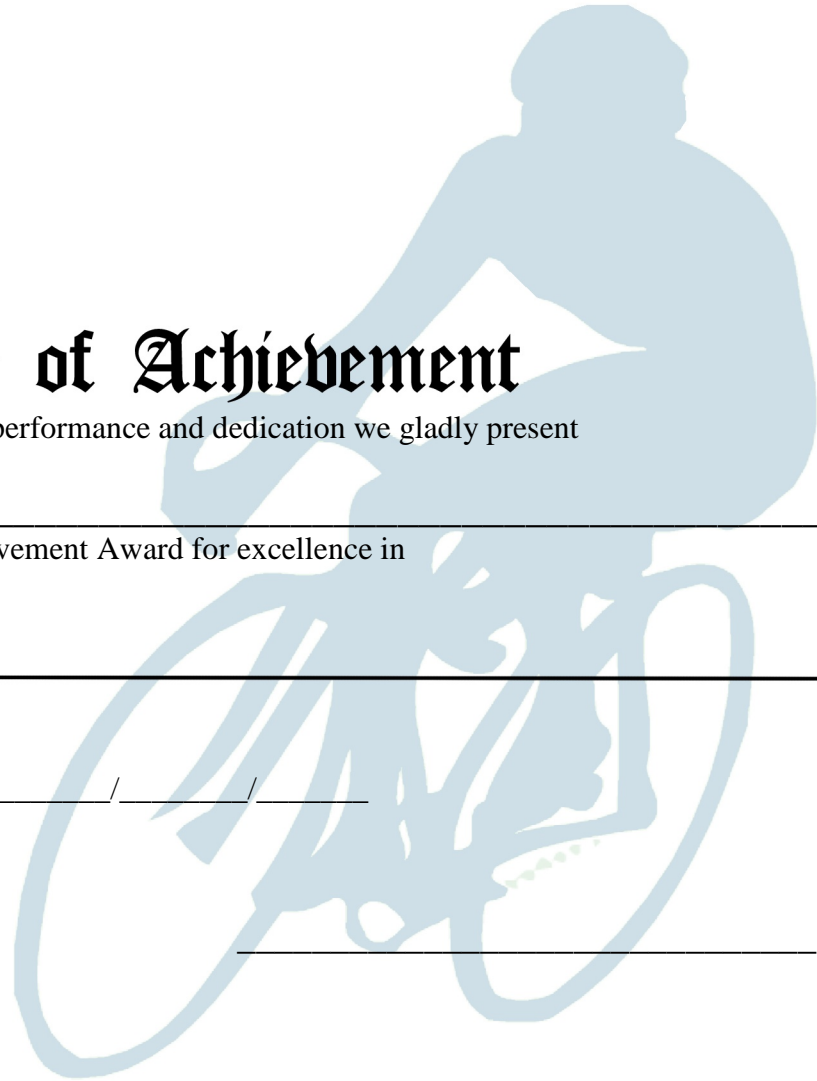 of Achievement
performance and dedication we gladly present
vement Award for excellence in
/ /